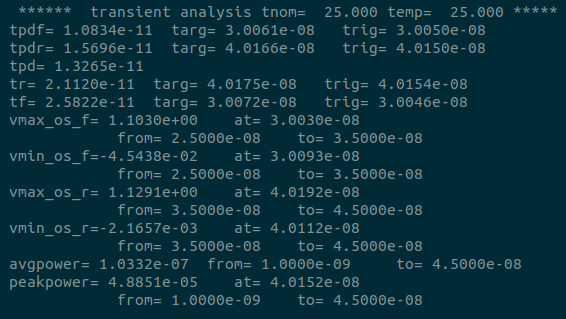 ****** transient analysis tnom= 25.000 temp= 25.000 *****
tpdf= 1.0834e-11 targ= 3.0061e-08 trig= 3.0050e-08
tpdr= 1.5696e-11 targ= 4.0166e-08 trig= 4.0150e-08
tpd= 1.3265e-11
tr= 2.1120e-11 targ= 4.0175e-08 trig= 4.0154e-08
tf= 2.5822e-11 targ= 3.0072e-08 trig= 3.0046e-08
vmax_os_f= 1.1030e+00 at= 3.0030e-08
from= 2.5000e-08 to= 3.5000e-08
vmin_os_f=-4.5438e-02 at= 3.0093e-08
from= 2.5000e-08 to= 3.5000e-08
vmax_os_r= 1.1291e+00 at= 4.0192e-08
from= 3.5000e-08 to= 4.5000e-08
vmin_os_r=-2.1657e-03 at= 4.0112e-08
from= 3.5000e-08 to= 4.5000e-08
avgpower= 1.0332e-07 from= 1.0000e-09 to= 4.5000e-08
peakpower= 4.8851e-05 at= 4.0152e-08
from= 1.0000e-09 to= 4.5000e-08